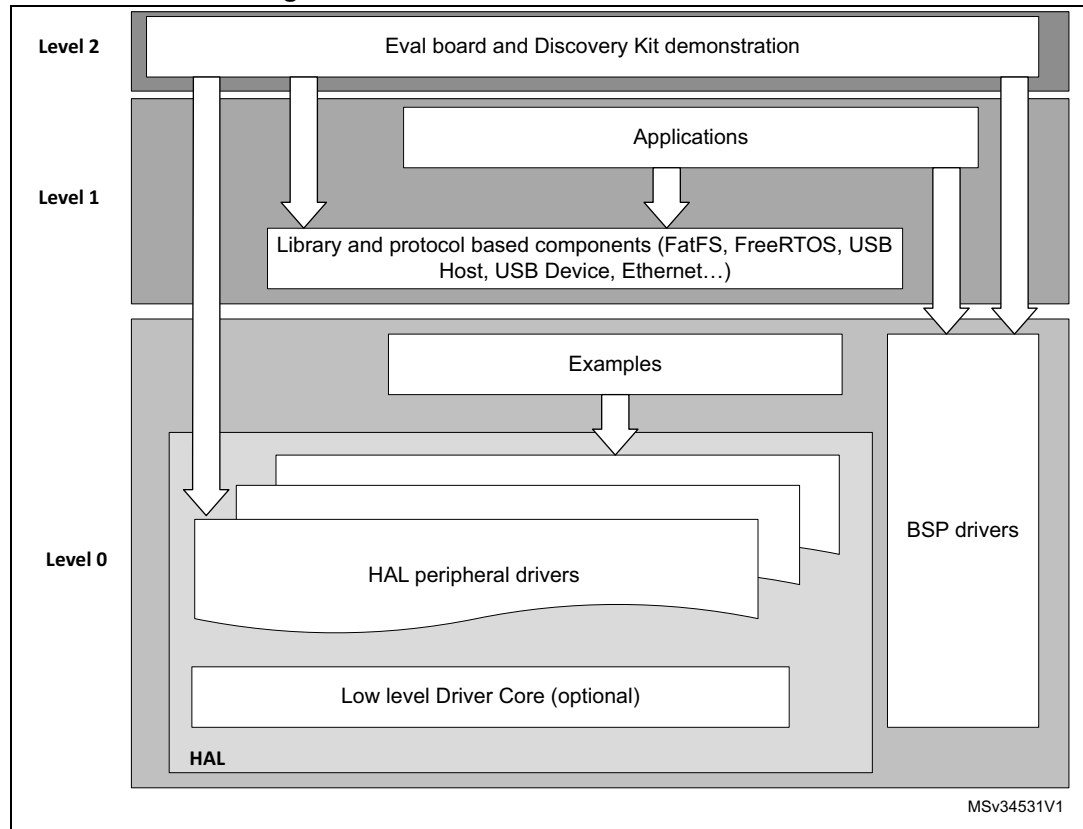 Level 2
Eval board and Discovery Kit demonstration
Applications
Level 1
Library and protocol based components (FatFS, FreeRTOS, USB
Host, USB Device, Ethernet…)
Examples
HAL peripheral drivers
BSP drivers
Level 0
Low level Driver Core (optional)
HAL
MSv34531V1